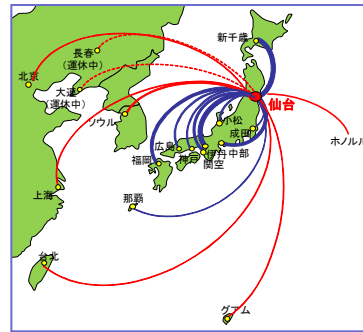 新千歳
長春
(運休中)
北京
大連
(運休中)
仙台
ソウル
小松
成田
広島
ホノルル
福岡
神戸
伊丹
中部
関空
上海
那覇
台北
グアム